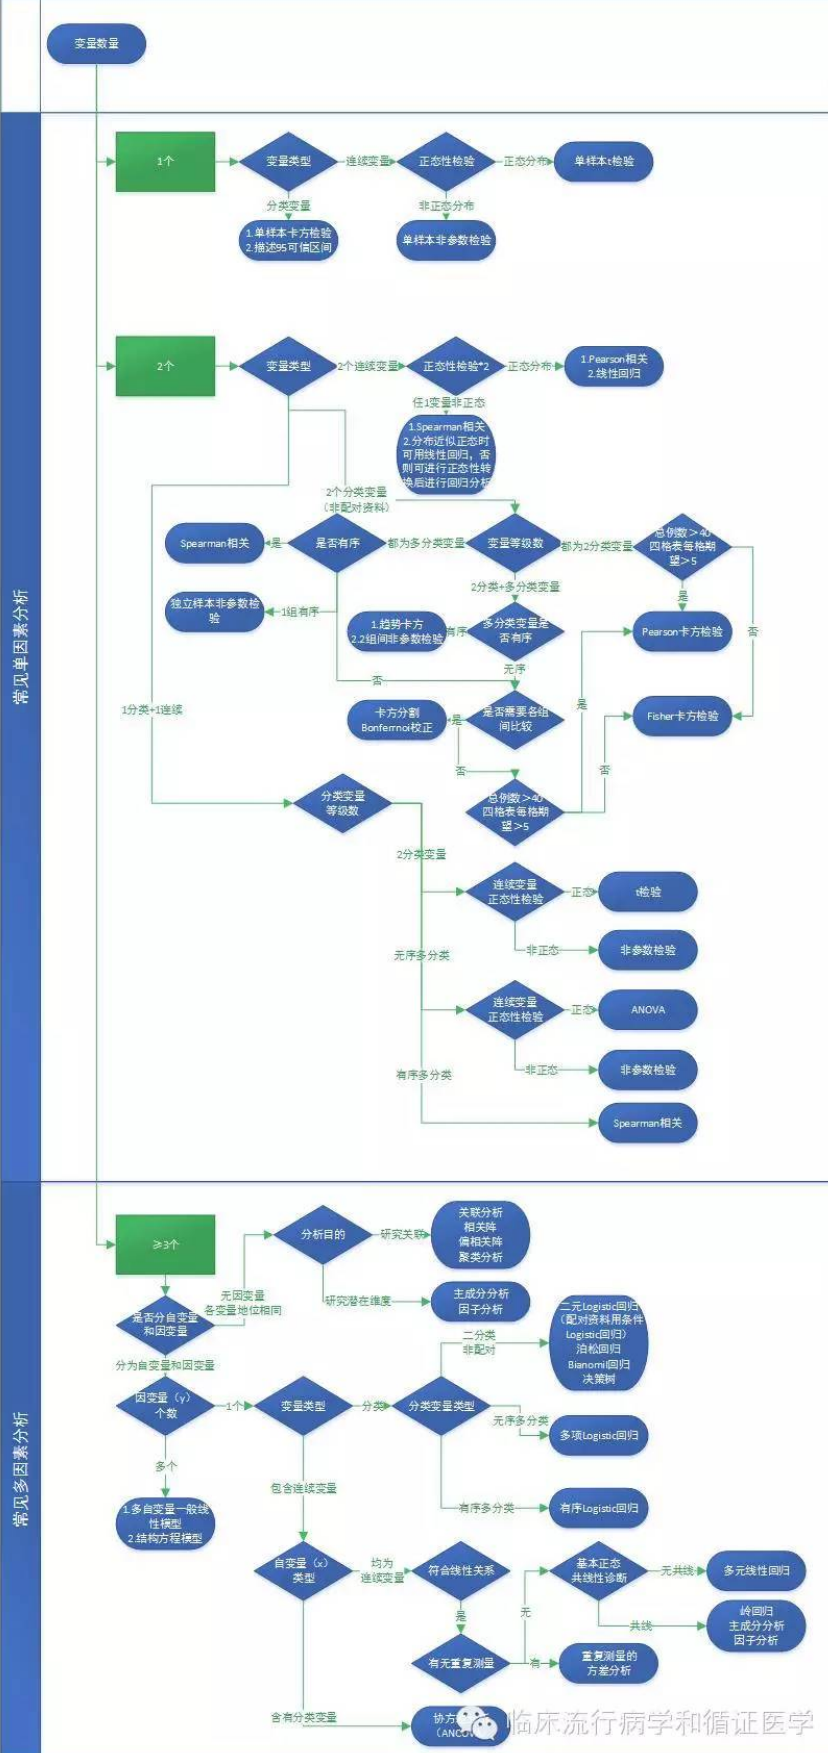 变量数量
常见单因素分析
1个
变量类型
连续变量
正态性检验
正态分布
单样本t检验
分类变量
非正态分布
1.单样本卡方检验
2.描述95可信区间
单样本非参数检验
2个
变量类型
2个连续变量
正态性检验*2
正态分布
1.Pearson相关
2.线性回归
任1变量非正态
1.Spearman相关
2.分布近似正态时
可用线性回归，否
则可进行正态性转
换后进行回归分析
2个分类变量
（非配对资料）
Spearman相关
是
是否有序
都为多分类变量
变量等级数
都为2分类变量
总例数＞40
四格表每格期
望＞5
2分类+多分类变量
是
否
独立样本非参数检
验
1组有序
1.趋势卡方
2.2组间非参数检验
有序
多分类变量是
否有序
Pearson卡方检验
无序
否
1分类+1连续
卡方分割
Bonferrnoi校正
是
是否需要各组
间比较
是
Fisher卡方检验
否
否
总例数＞40
四格表每格期
望＞5
分类变量
等级数
2分类变量
连续变量
正态性检验
正态
t检验
非正态
非参数检验
无序多分类
连续变量
正态性检验
正态
ANOVA
非正态
非参数检验
有序多分类
Spearman相关
常见多因素分析
≥3个
分析目的
研究关联
关联分析
相关阵
偏相关阵
聚类分析
无因变量
各变量地位相同
研究潜在维度
主成分分析
因子分析
是否分自变量
和因变量
二分类
非配对
二元Logistic回归
（配对资料用条件
Logistic回归）
泊松回归
Bianomil回归
决策树
分为自变量和因变量
因变量（y）
个数
1个
变量类型
分类
分类变量类型
无序多分类
多项Logistic回归
多个
包含连续变量
有序多分类
有序Logistic回归
1.多自变量一般线
性模型
2.结构方程模型
自变量（x）
类型
均为
连续变量
符合线性关系
基本正态
共线性诊断
无共线
多元线性回归
是
无
共线
岭回归
主成分分析
因子分析
有无重复测量
有
重复测量的
方差分析
含有分类变量
协方
（ANCOV
临床流行病学和循证医学